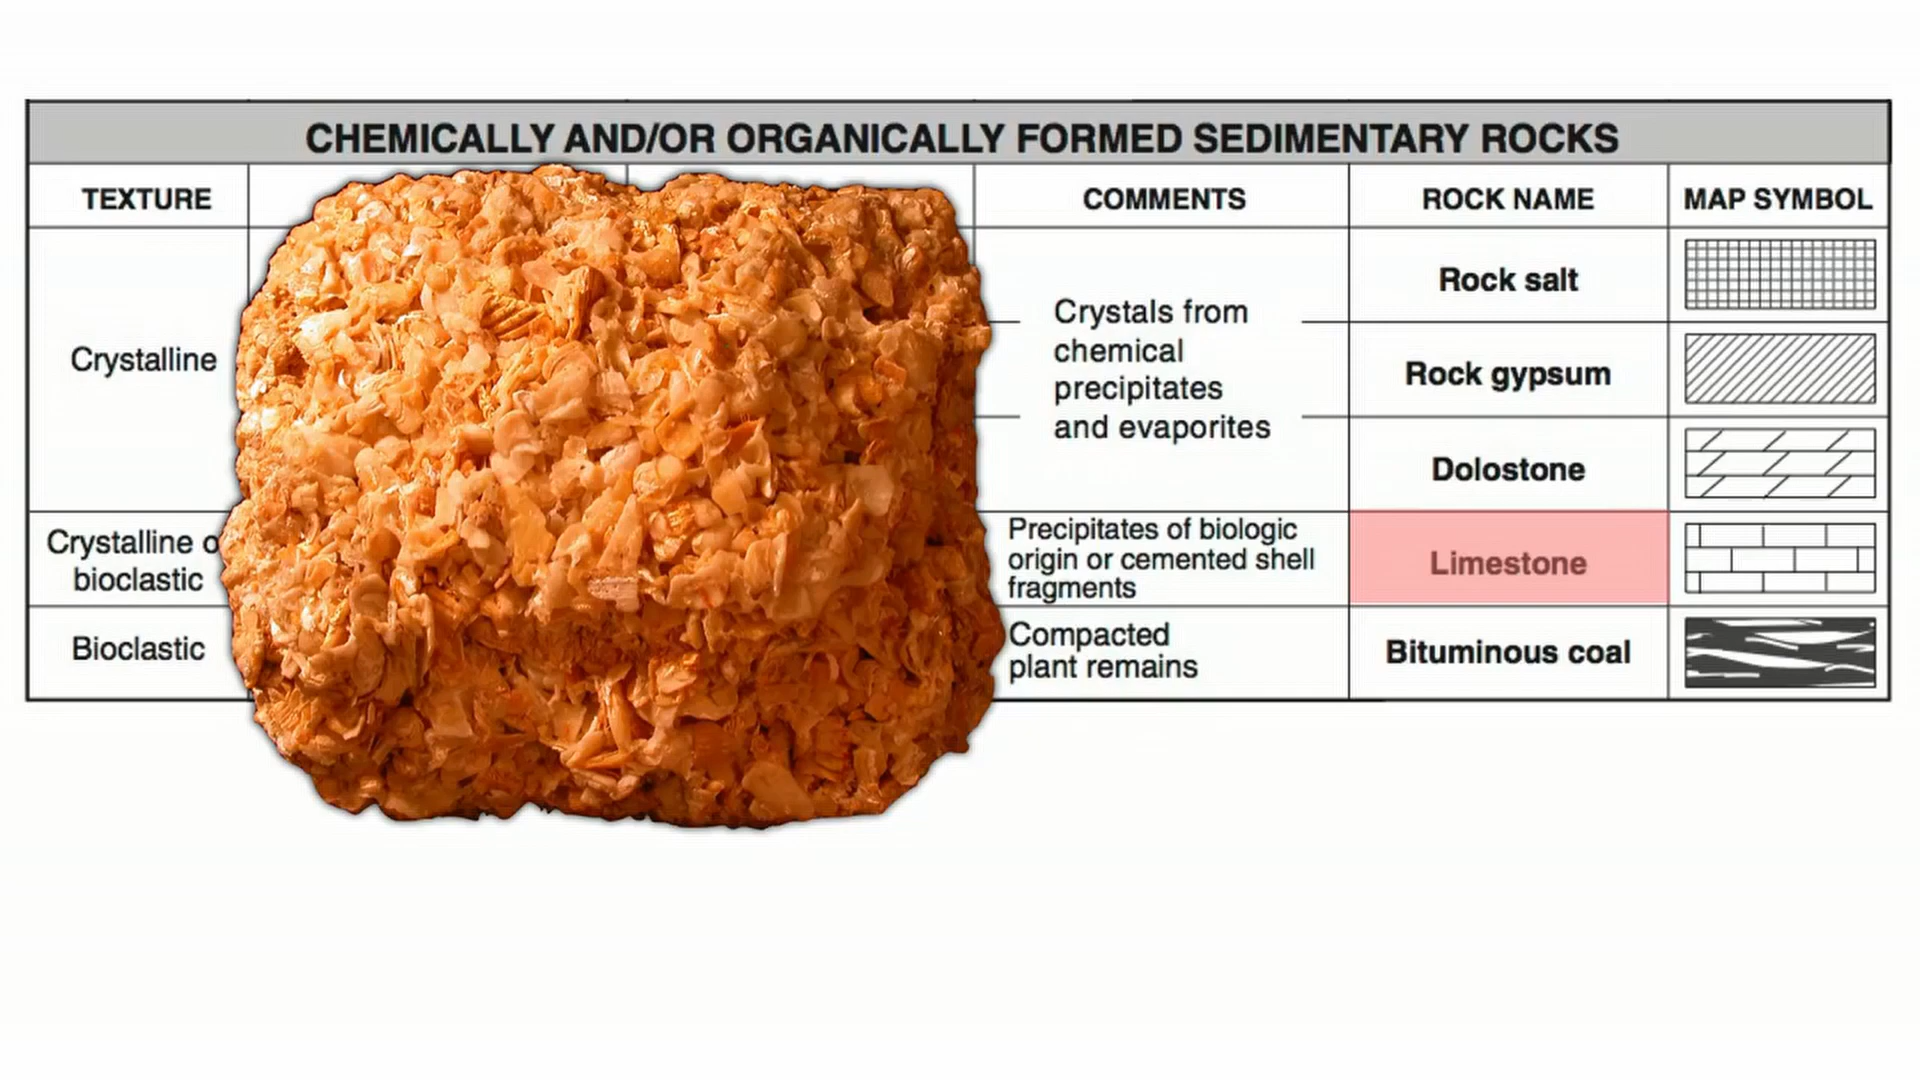 CHEMICALLY AND/OR ORGANICALLY FORMED SEDIMENTARY ROCKS
TEXTURE
COMMENTS
ROCK NAME
MAP SYMBOL
Crystalline
Crystals from
chemical
precipitates
and evaporites
Rock salt
Rock gypsum
Dolostone
Crystalline o
bioclastic
Precipitates of biologic
origin or cemented shell
fragments
Limestone
Bioclastic
Compacted
plant remains
Bituminous coal